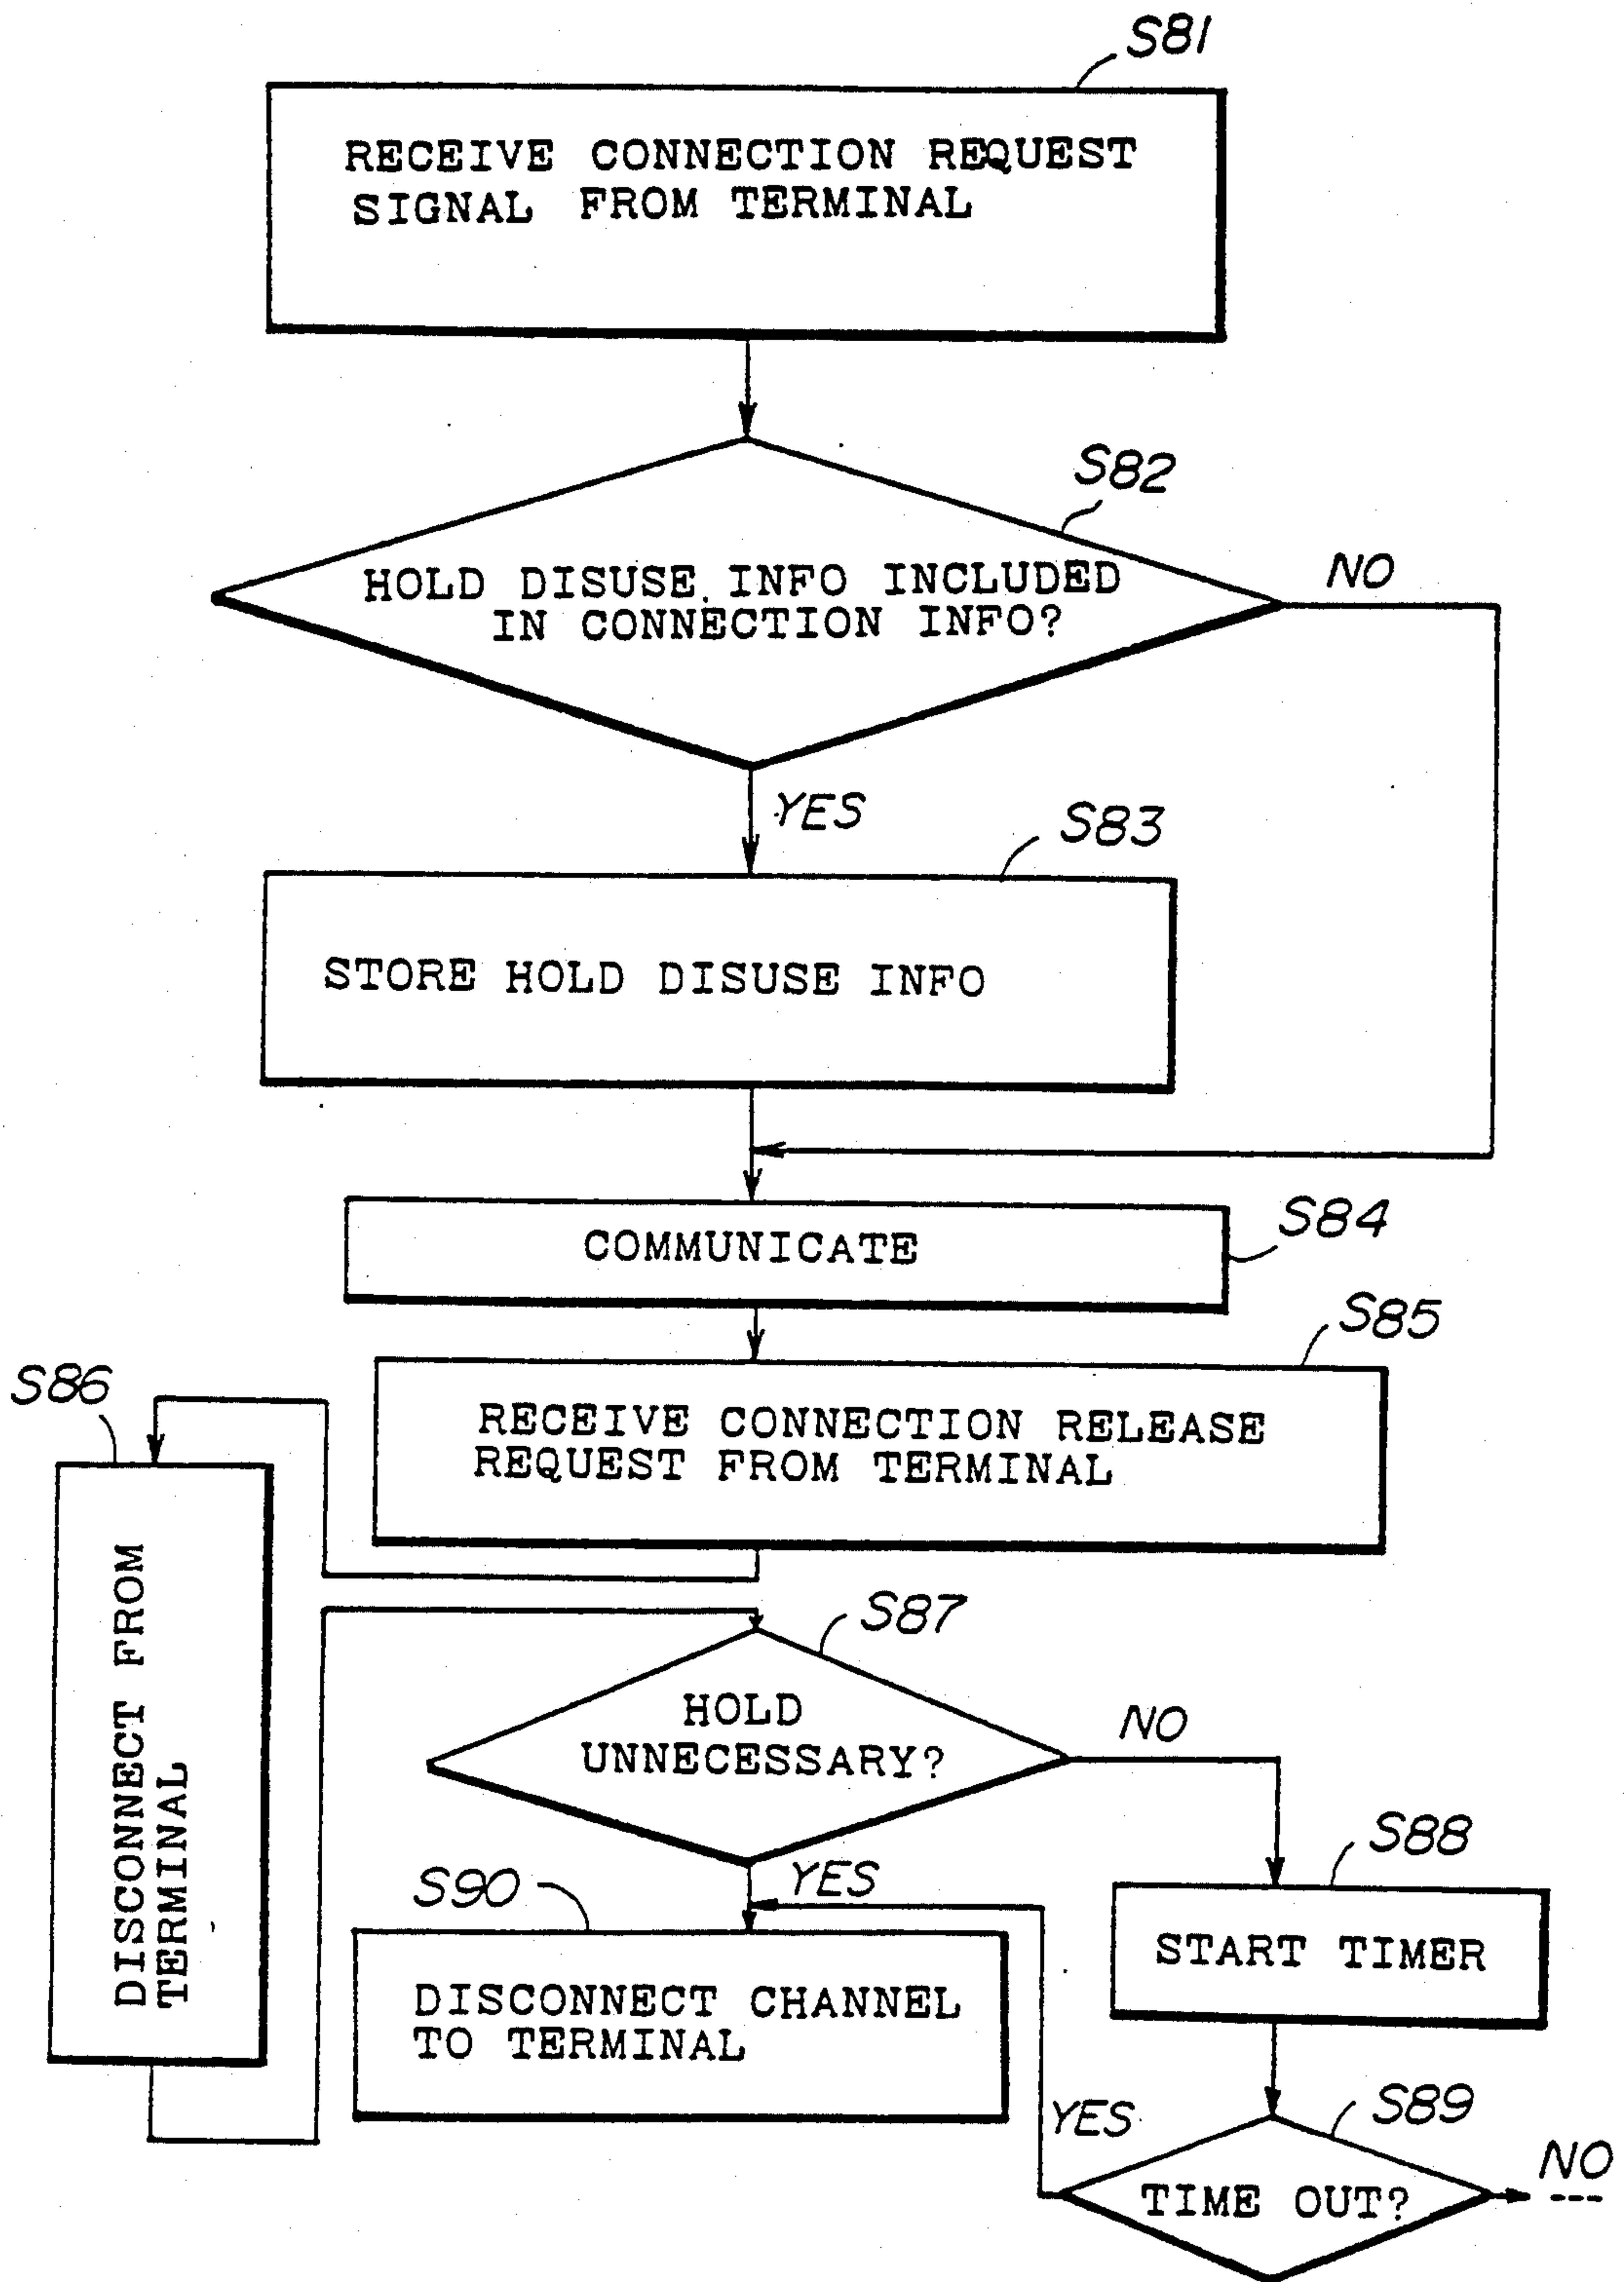 S81
RECEIVE CONNECTION REQUEST
SIGNAL FROM TERMINAL
S82
HOLD DISUSE INFO INCLUDED
IN CONNECTION INFO?
NO
YES
S83
STORE HOLD DISUSE INFO
S84
COMMUNICATE
S85
RECEIVE CONNECTION RELEASE
REQUEST FROM TERMINAL
S86
DISCONNECT FROM
TERMINAL
S87
HOLD
UNNECESSARY?
NO
YES
S88
START TIMER
S90
DISCONNECT CHANNEL
TO TERMINAL
S89
TIME OUT?
YES
NO
---